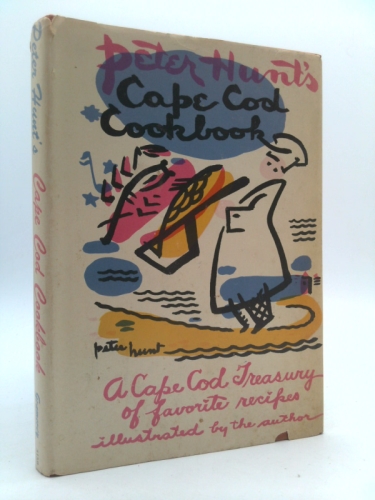 Peter Hunt's
Cape Cod
Cookbook
peter hunt
A Cape Cod Treasury
of favorite recipes
illustrated by the author
Peter Hunt's Cape Cod Cookbook